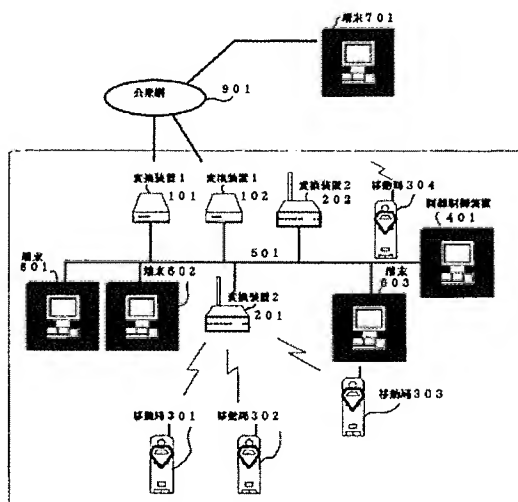 端末701
公衆網
901
変換装置1
101
変換装置1
102
変換装置2
202
移動局304
回線制御装置
401
501
端末
601
端末602
変換装置2
201
端末
603
移動局301
移動局302
移動局303